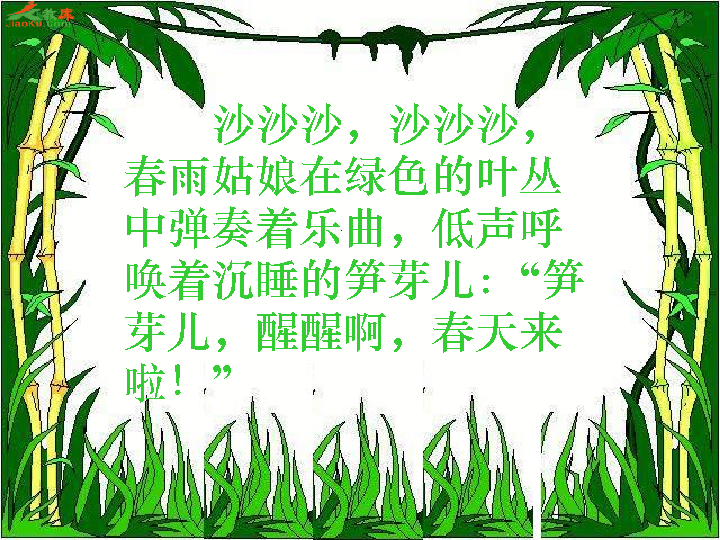 沙沙沙，沙沙沙，
春雨姑娘在绿色的叶丛
中弹奏着乐曲，低声呼
唤着沉睡的笋芽儿：“笋
芽儿，醒醒啊，春天来
啦！”